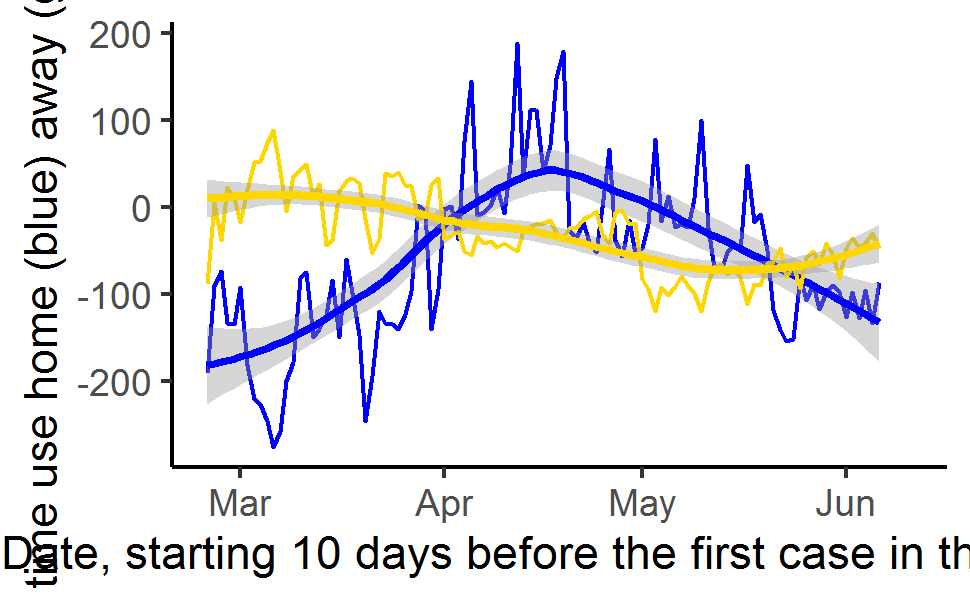 time use home (blue) away (
200
100
0
-100
-200
Mar Apr May Jun
Date, starting 10 days before the first case in th